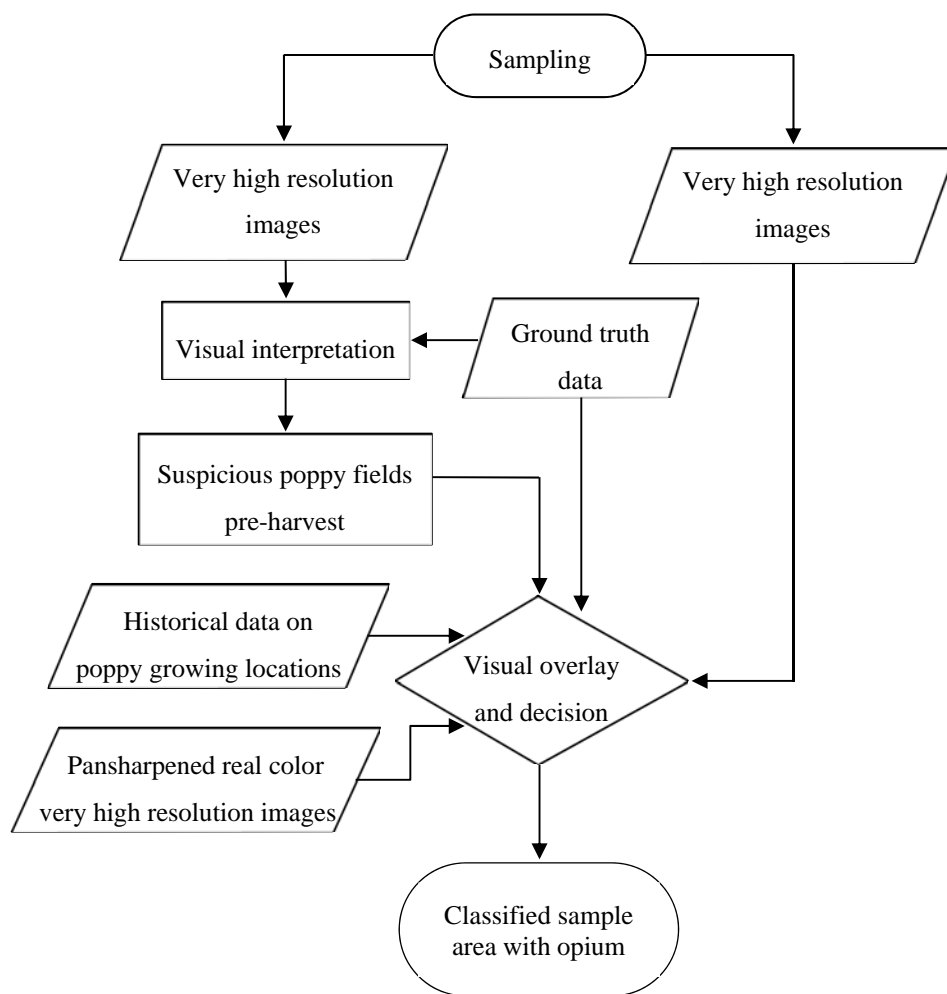 Sampling
Very high resolution
images
Very high resolution
images
Visual interpretation
Ground truth
data
Suspicious poppy fields
pre-harvest
Historical data on
poppy growing locations
Visual overlay
and decision
Pansharpened real color
very high resolution images
Classified sample
area with opium